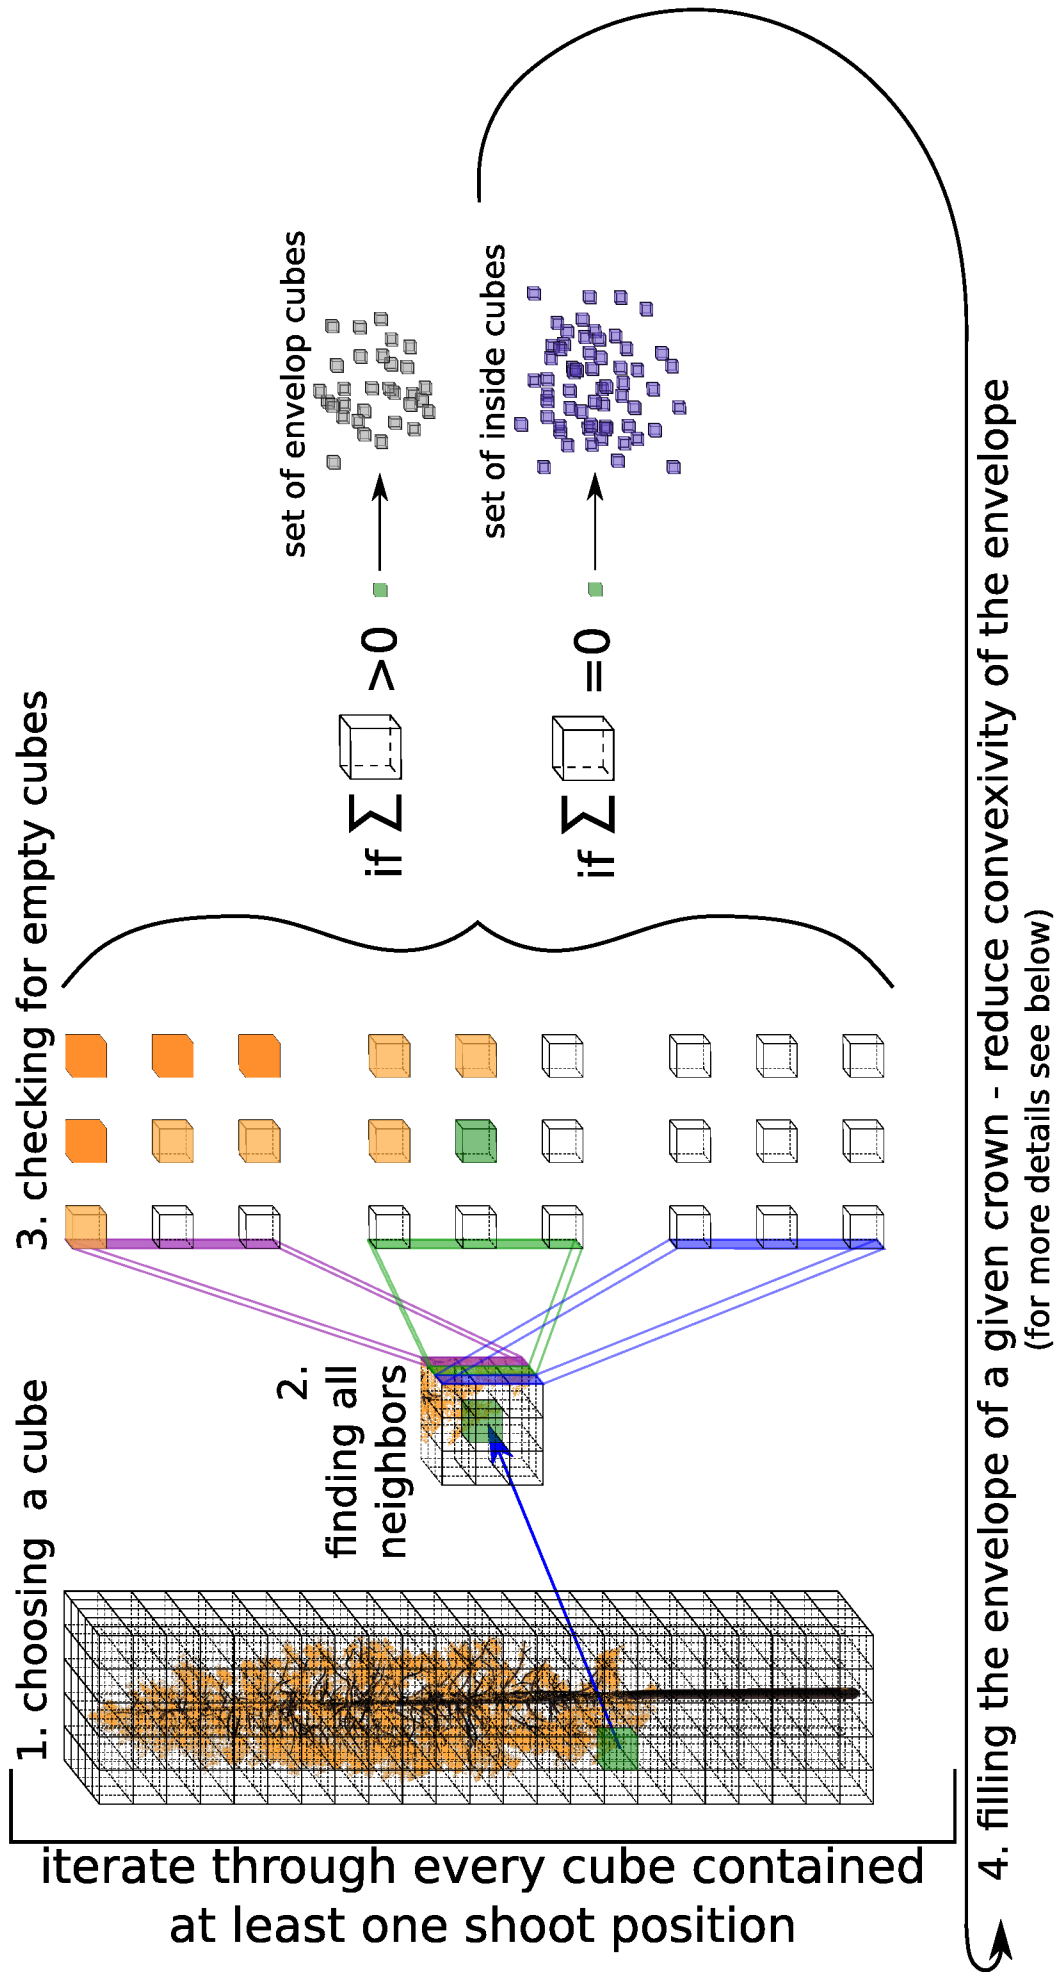 1. choosing a cube
2.
finding all
neighbors
3. checking for empty cubes
if ∑ >0
set of envelop cubes
if ∑ =0
set of inside cubes
iterate through every cube contained
at least one shoot position
4. filling the envelope of a given crown - reduce convexivity of the envelope
(for more details see below)